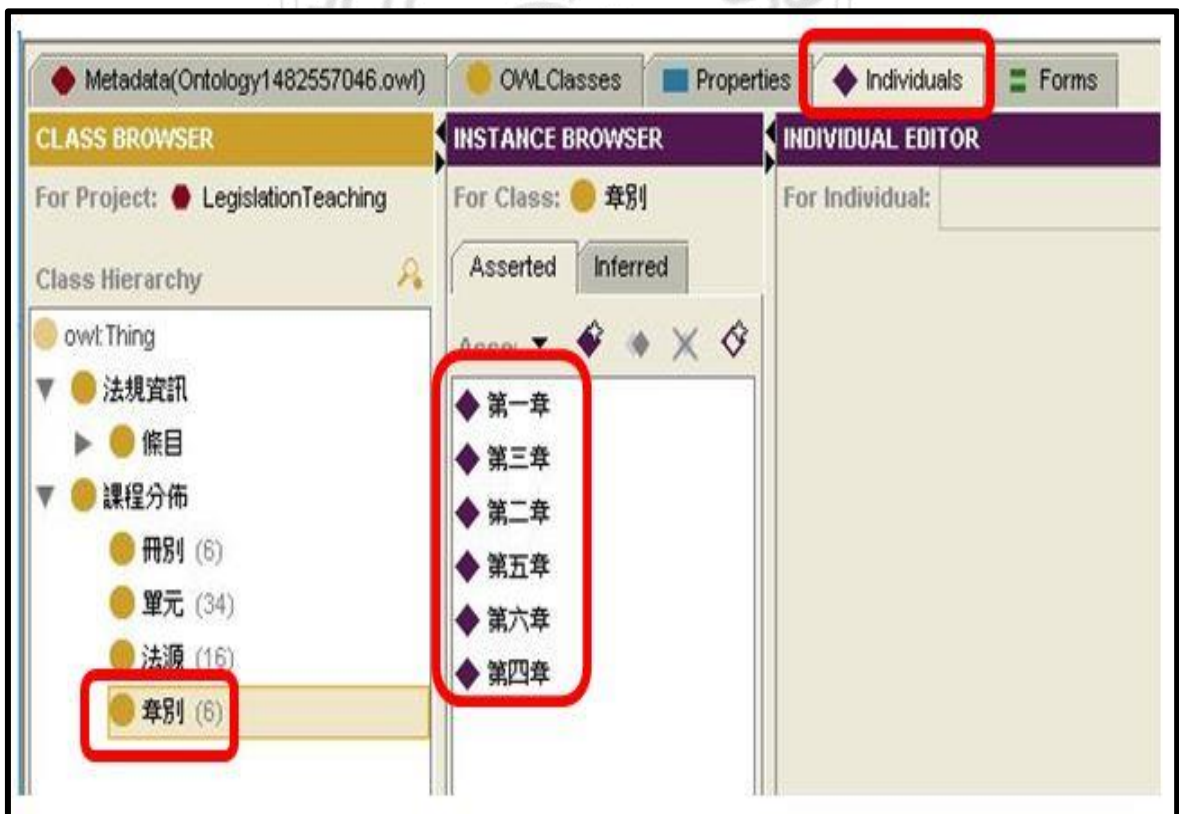 Metadata(Ontology1482557046.owl) OWLClasses Properties Individuals Forms
CLASS BROWSER
For Project: LegislationTeaching
Class Hierarchy
owl:Thing
法規資訊
條目
課程分佈
冊別 (6)
單元 (34)
法源 (16)
章別 (6)
INSTANCE BROWSER
For Class: 章別
Asserted Inferred
第一章
第三章
第二章
第五章
第六章
第四章
INDIVIDUAL EDITOR
For Individual: